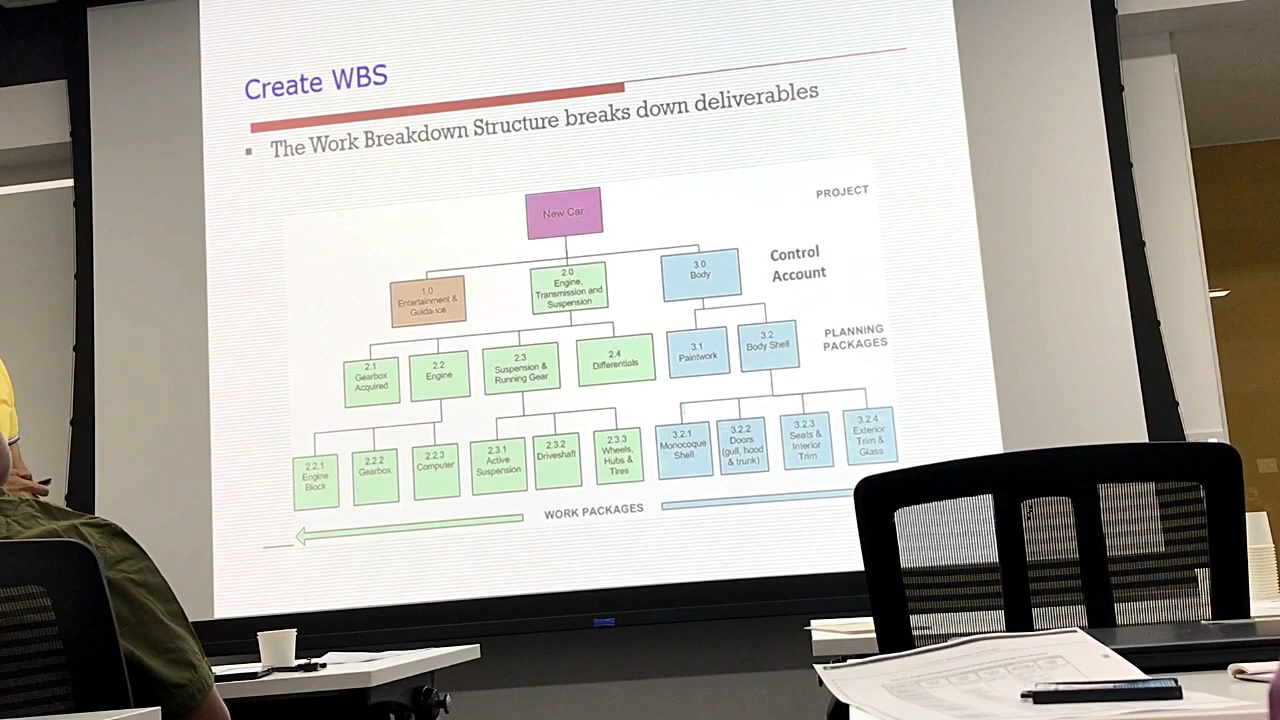 Create WBS
▪ The Work Breakdown Structure breaks down deliverables
PROJECT
New Car
Control
Account
1.0
Entertainment &
Guidance
2.0
Engine,
Transmission and
Suspension
3.0
Body
PLANNING
PACKAGES
2.1
Gearbox
Acquired
2.2
Engine
2.3
Suspension &
Running Gear
2.4
Differentials
3.1
Paintwork
3.2
Body Shell
2.2.1
Engine
Block
2.2.2
Gearbox
2.2.3
Computer
2.3.1
Active
Suspension
2.3.2
Driveshaft
2.3.3
Wheels,
Hubs &
Tires
3.2.1
Monocoque
Shell
3.2.2
Doors
(gull, hood
& trunk)
3.2.3
Seats &
Interior
Trim
3.2.4
Exterior
Trim &
Glass
WORK PACKAGES